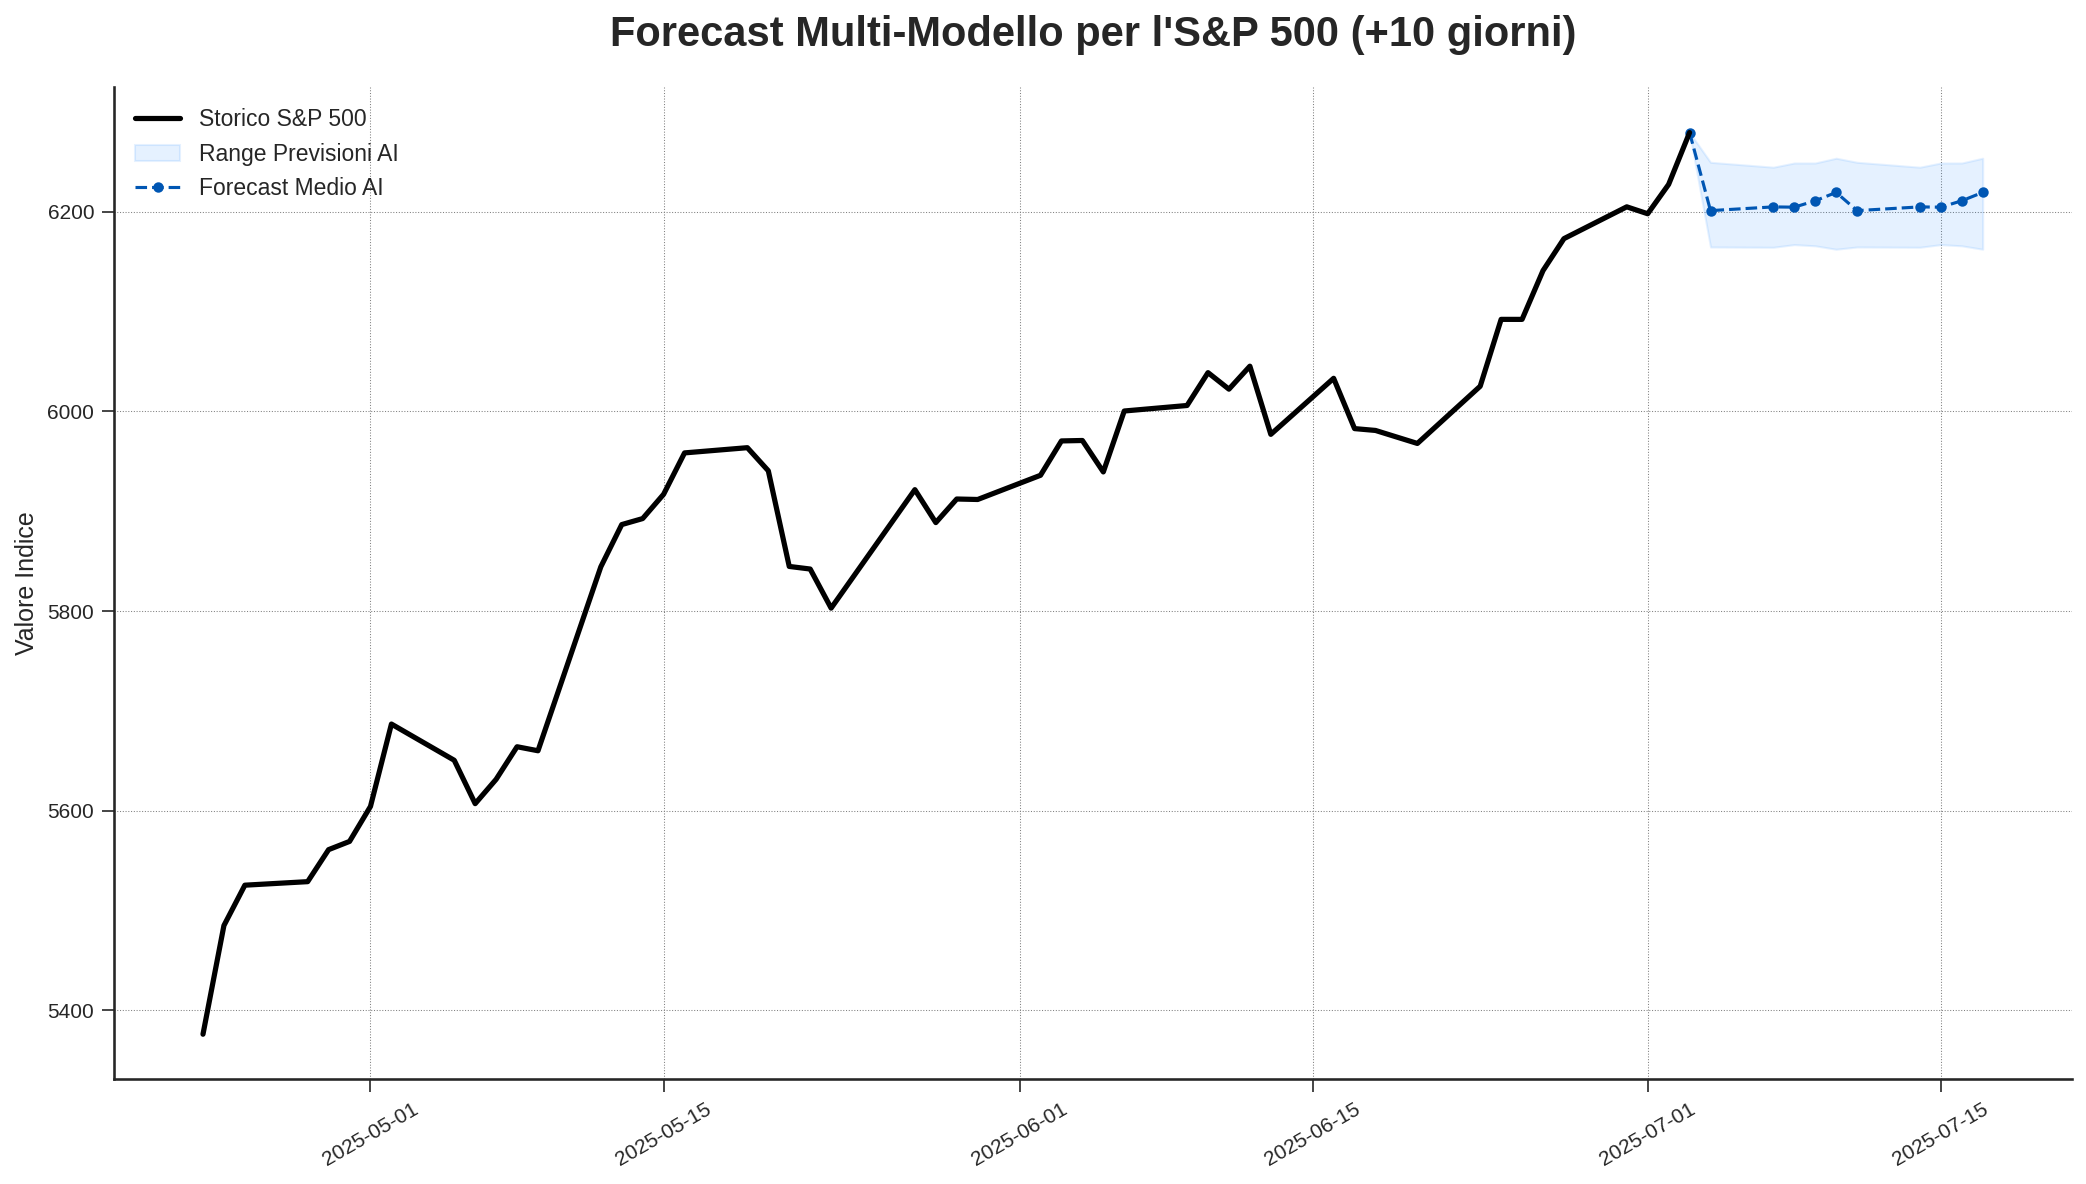 Forecast Multi-Modello per l'S&P 500 (+10 giorni)
Storico S&P 500
Range Previsioni AI
Forecast Medio AI
Valore Indice
6200
6000
5800
5600
5400
2025-05-01
2025-05-15
2025-06-01
2025-06-15
2025-07-01
2025-07-15